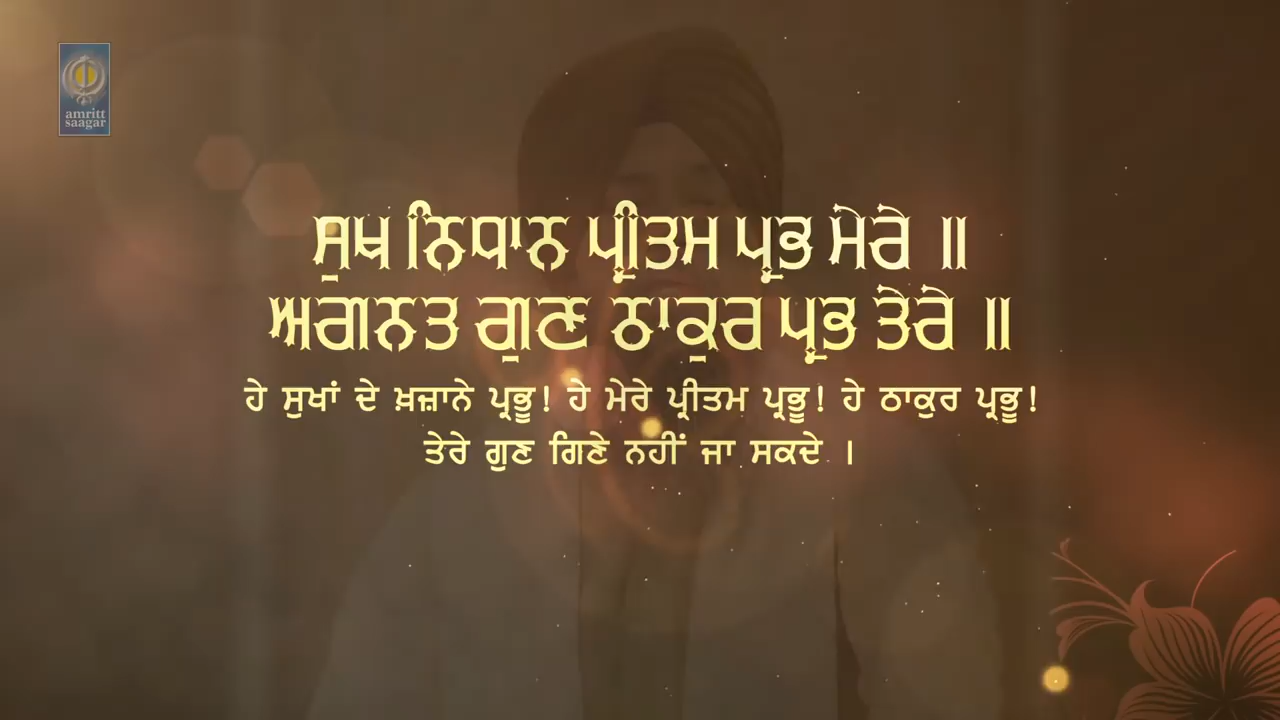 amritt
saagar
ਸੁਖ ਨਿਧਾਨ ਪ੍ਰੀਤਮ ਪ੍ਰਭ ਮੇਰੇ ॥
ਅਗਨਤ ਗੁਣ ਠਾਕੁਰ ਪ੍ਰਭ ਤੇਰੇ ॥
ਹੇ ਸੁਖਾਂ ਦੇ ਖ਼ਜ਼ਾਨੇ ਪ੍ਰਭੂ! ਹੇ ਮੇਰੇ ਪ੍ਰੀਤਮ ਪ੍ਰਭੂ! ਹੇ ਠਾਕੁਰ ਪ੍ਰਭੂ!
ਤੇਰੇ ਗੁਣ ਗਿਣੇ ਨਹੀਂ ਜਾ ਸਕਦੇ ।